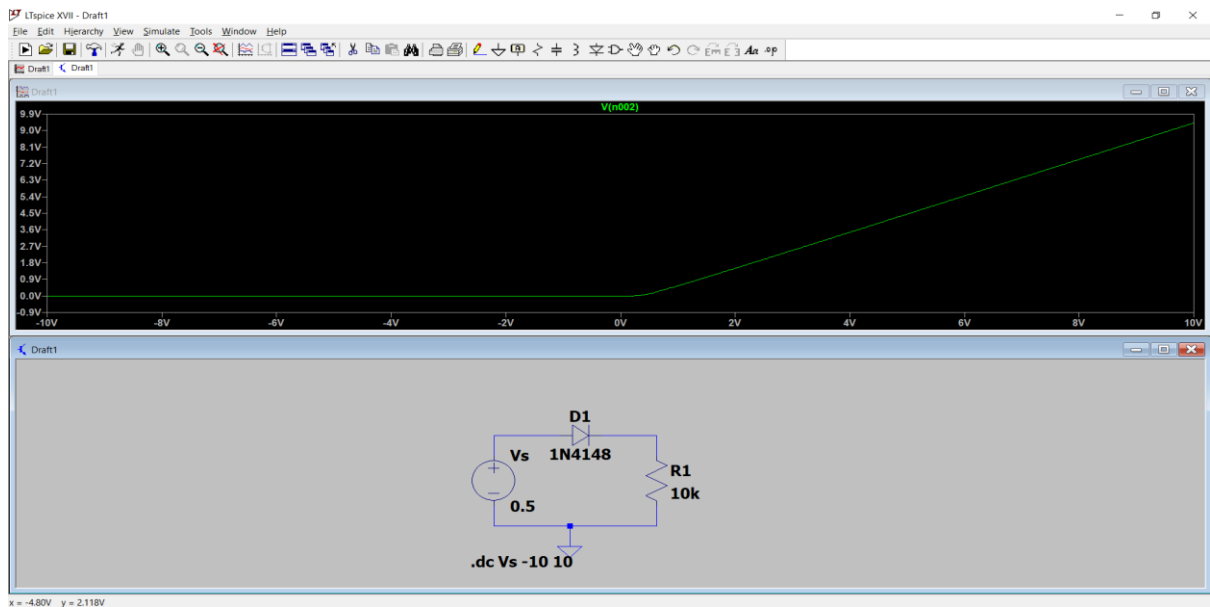 LTspice XVII - Draft1
File Edit Hierarchy View Simulate Tools Window Help
Draft1 Draft1
Draft1
V(n002)
9.9V
9.0V
8.1V
7.2V
6.3V
5.4V
4.5V
3.6V
2.7V
1.8V
0.9V
0.0V
-0.9V
-10V -8V -6V -4V -2V 0V 2V 4V 6V 8V 10V
Draft1
D1
Vs 1N4148
R1
10k
0.5
.dc Vs -10 10
x = -4.80V y = 2.118V